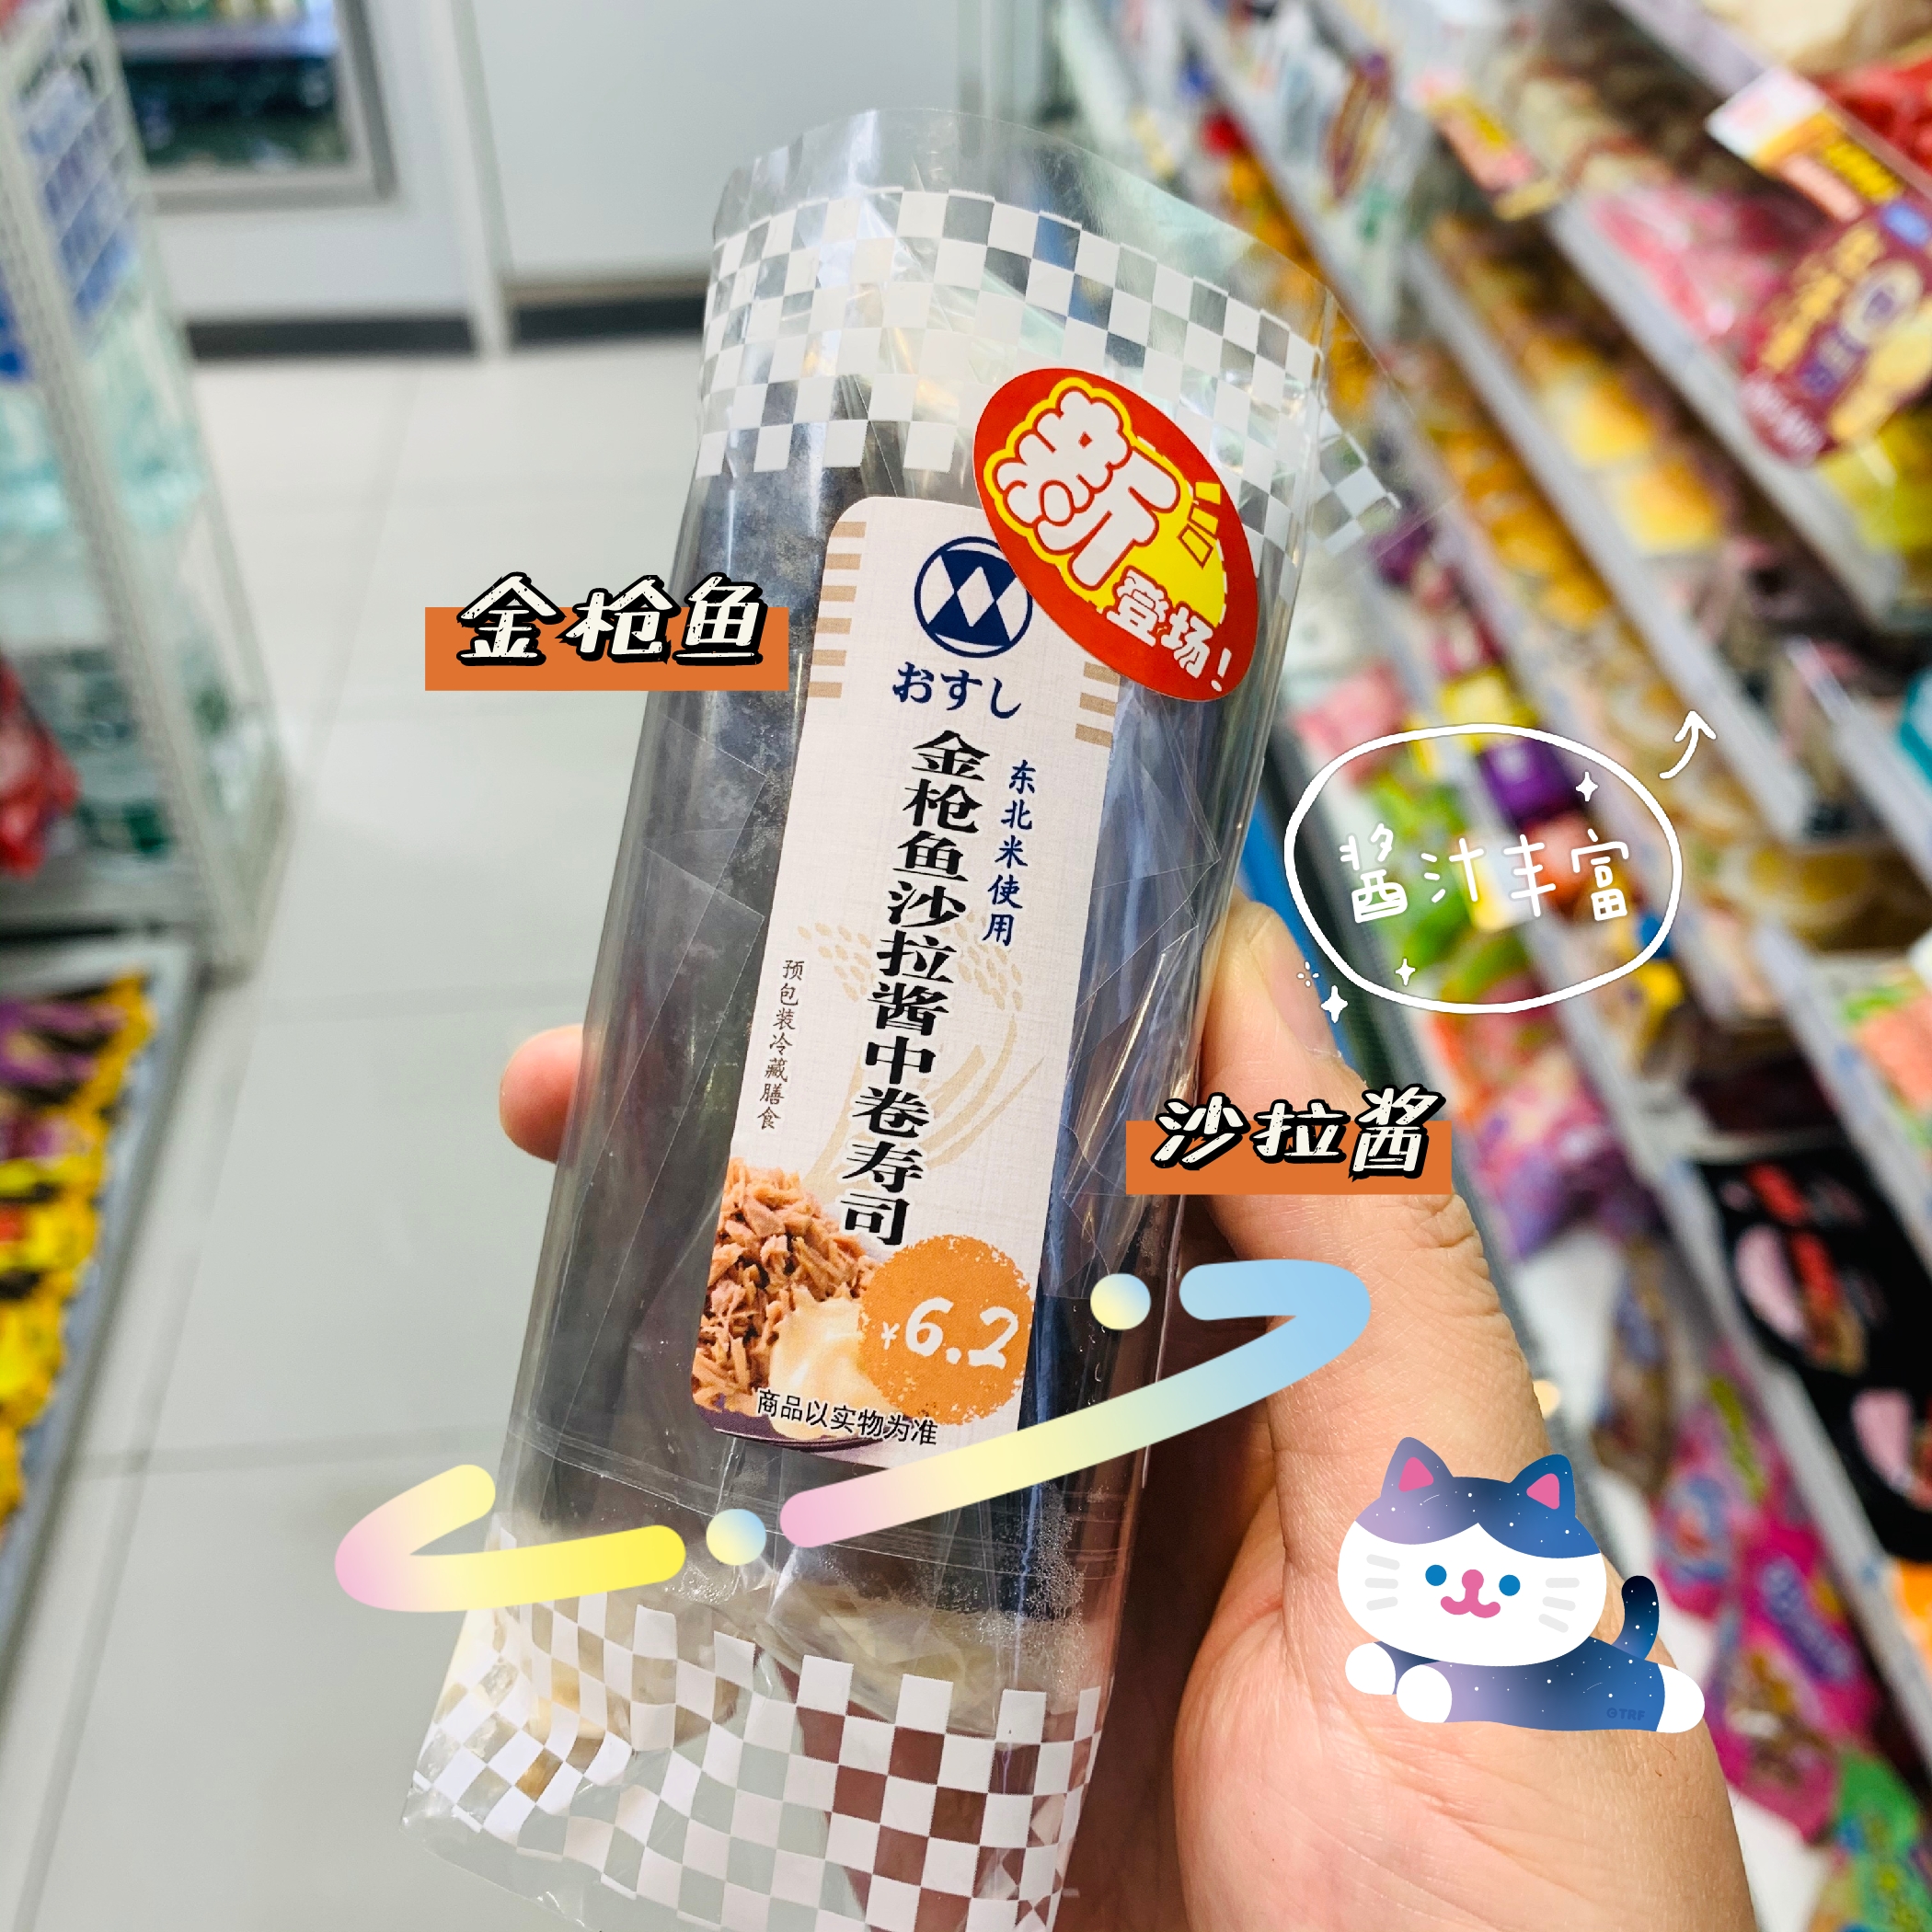 新
登场!
金枪鱼
おすし
东北米使用
金枪鱼沙拉酱中卷寿司
预包装冷藏膳食
酱汁丰富
沙拉酱
¥6.2
商品以实物为准
©TRF